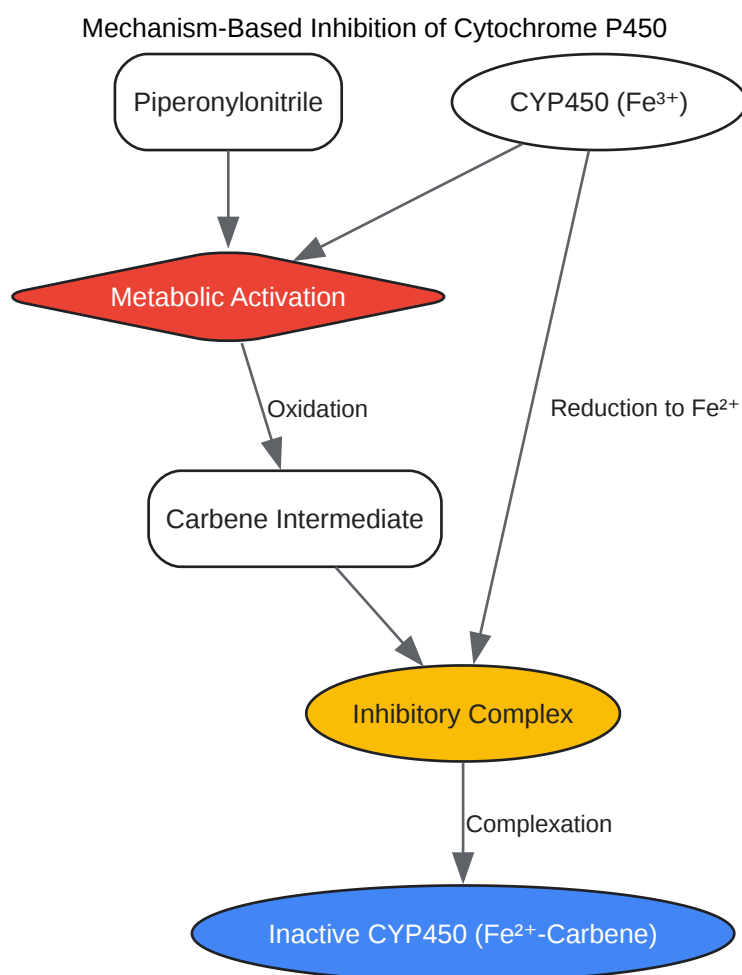 Mechanism-Based Inhibition of Cytochrome P450
Piperonylonitrile
CYP450 (Fe³⁺)
Metabolic Activation
Oxidation
Reduction to Fe²⁺
Carbene Intermediate
Inhibitory Complex
Complexation
Inactive CYP450 (Fe²⁺-Carbene)